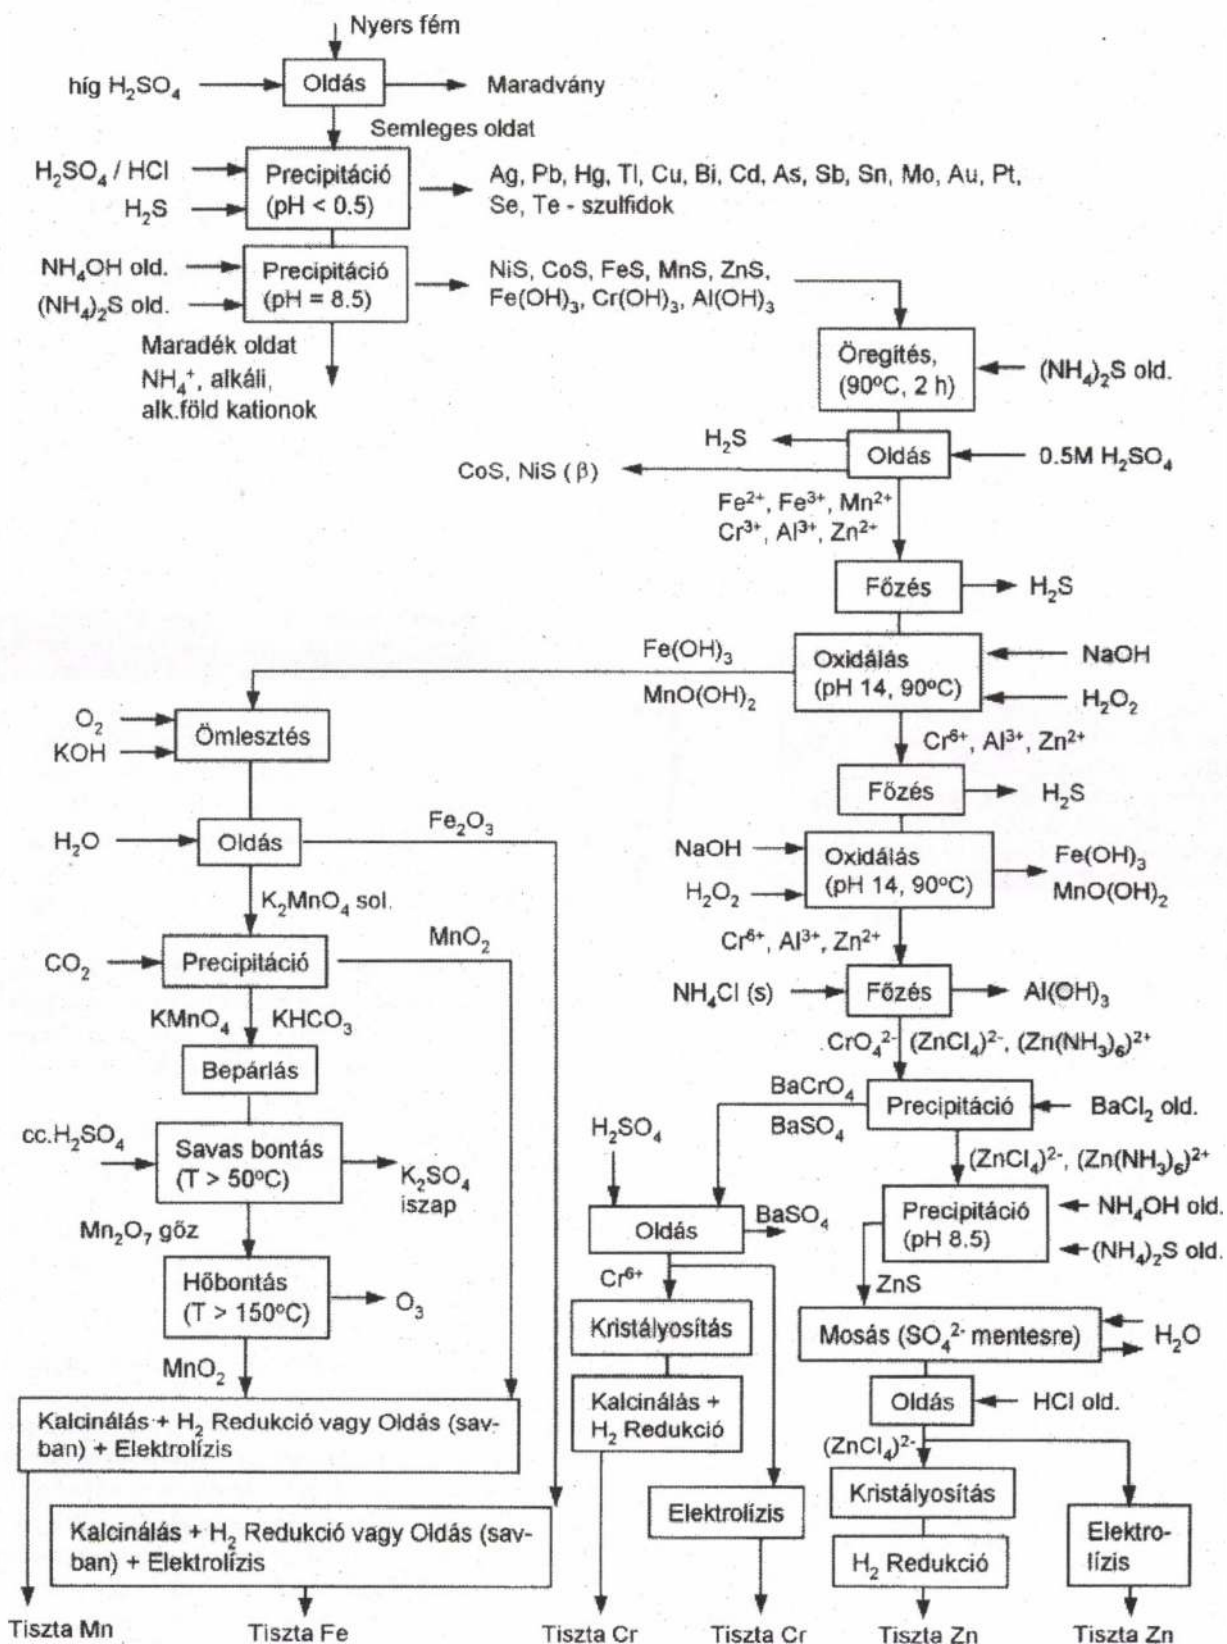 Nyers fém
híg H₂SO₄
Oldás
Maradvány
Semleges oldat
H₂SO₄ / HCl
H₂S
Precipitáció
(pH < 0.5)
Ag, Pb, Hg, Tl, Cu, Bi, Cd, As, Sb, Sn, Mo, Au, Pt,
Se, Te - szulfidok
NH₄OH old.
(NH₄)₂S old.
Precipitáció
(pH = 8.5)
NiS, CoS, FeS, MnS, ZnS,
Fe(OH)₃, Cr(OH)₃, Al(OH)₃
Maradék oldat
NH₄⁺, alkáli,
alk.föld kationok
Öregítés,
(90°C, 2 h)
(NH₄)₂S old.
H₂S
Oldás
0.5M H₂SO₄
CoS, NiS (β)
Fe²⁺, Fe³⁺, Mn²⁺
Cr³⁺, Al³⁺, Zn²⁺
Főzés
H₂S
Fe(OH)₃
MnO(OH)₂
Oxidálás
(pH 14, 90°C)
NaOH
H₂O₂
O₂
KOH
Ömlesztés
Cr⁶⁺, Al³⁺, Zn²⁺
Főzés
H₂S
H₂O
Oldás
Fe₂O₃
NaOH
H₂O₂
Oxidálás
(pH 14, 90°C)
Fe(OH)₃
MnO(OH)₂
K₂MnO₄ sol.
Cr⁶⁺, Al³⁺, Zn²⁺
CO₂
Precipitáció
MnO₂
NH₄Cl (s)
Főzés
Al(OH)₃
KMnO₄
KHCO₃
CrO₄²⁻ (ZnCl₄)²⁻, (Zn(NH₃)₆)²⁺
Bepárlás
BaCrO₄
BaSO₄
Precipitáció
BaCl₂ old.
cc.H₂SO₄
Savas bontás
(T > 50°C)
K₂SO₄
iszap
H₂SO₄
(ZnCl₄)²⁻, (Zn(NH₃)₆)²⁺
Mn₂O₇ gőz
Oldás
BaSO₄
Precipitáció
(pH 8.5)
NH₄OH old.
(NH₄)₂S old.
Hőbontás
(T > 150°C)
O₃
Cr⁶⁺
ZnS
Kristályosítás
Mosás (SO₄²⁻ mentesre)
H₂O
MnO₂
Kalcinálás + H₂ Redukció vagy Oldás (sav-
ban) + Elektrolízis
Kalcinálás +
H₂ Redukció
Oldás
HCl old.
(ZnCl₄)²⁻
Kristályosítás
Elektrolízis
Kalcinálás + H₂ Redukció vagy Oldás (sav-
ban) + Elektrolízis
H₂ Redukció
Elektro-
lízis
Tiszta Mn
Tiszta Fe
Tiszta Cr
Tiszta Cr
Tiszta Zn
Tiszta Zn